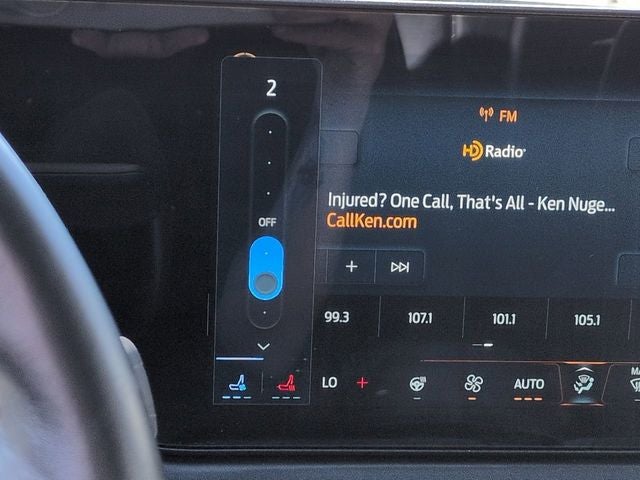 2
FM
HD Radio
Injured? One Call, That's All - Ken Nuge...
CallKen.com
OFF
99.3 107.1 101.1 105.1
LO + AUTO